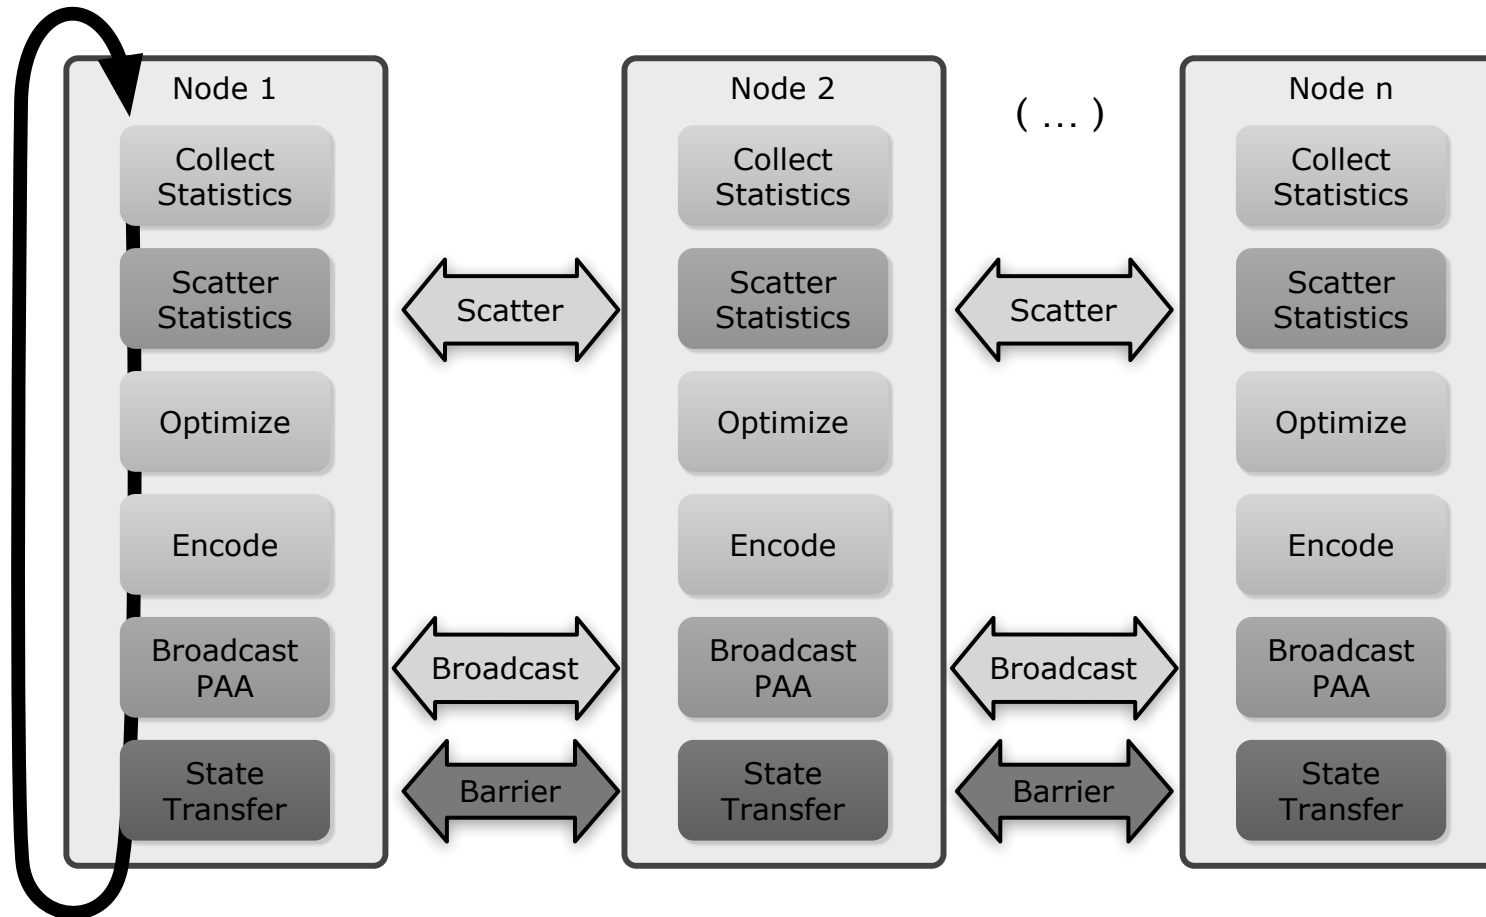 Node 1
Collect
Statistics
Scatter
Statistics
Optimize
Encode
Broadcast
PAA
State
Transfer
Scatter
Broadcast
Barrier
Node 2
Collect
Statistics
Scatter
Statistics
Optimize
Encode
Broadcast
PAA
State
Transfer
( ... )
Scatter
Broadcast
Barrier
Node n
Collect
Statistics
Scatter
Statistics
Optimize
Encode
Broadcast
PAA
State
Transfer